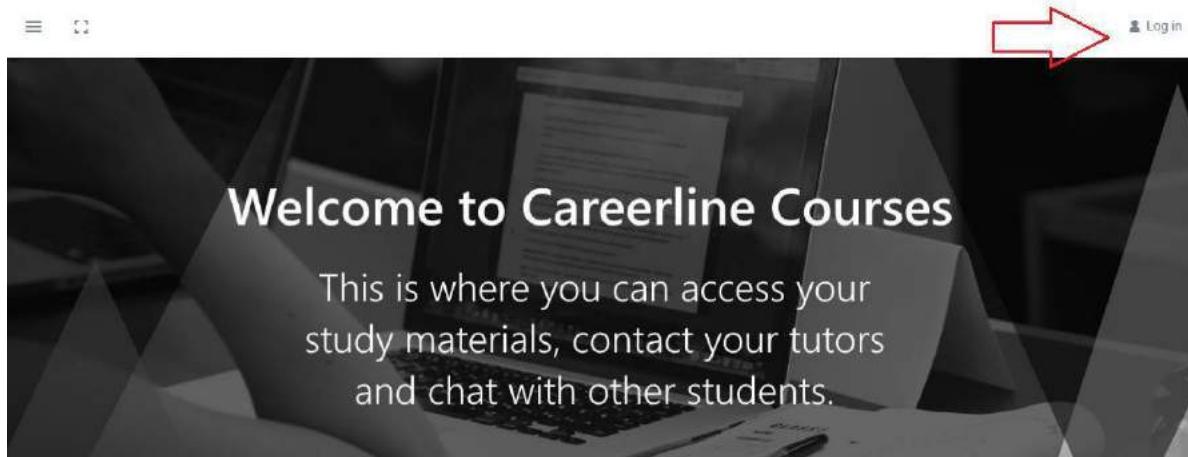 Log in
Welcome to Careerline Courses
This is where you can access your
study materials, contact your tutors
and chat with other students.